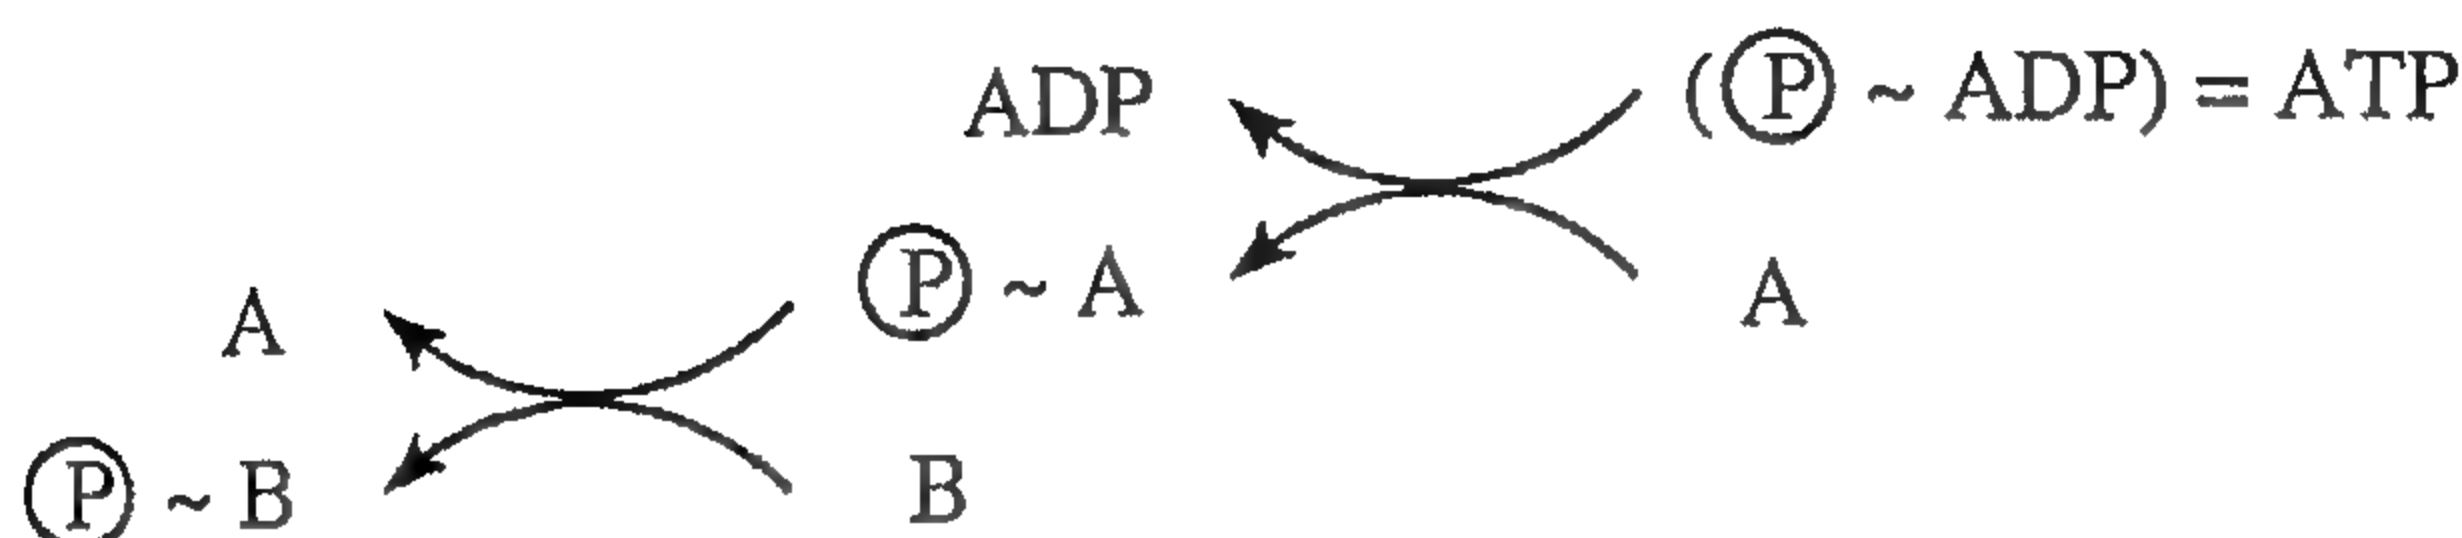 ADP (P ~ ADP) = ATP
A P ~ A A
P ~ B B